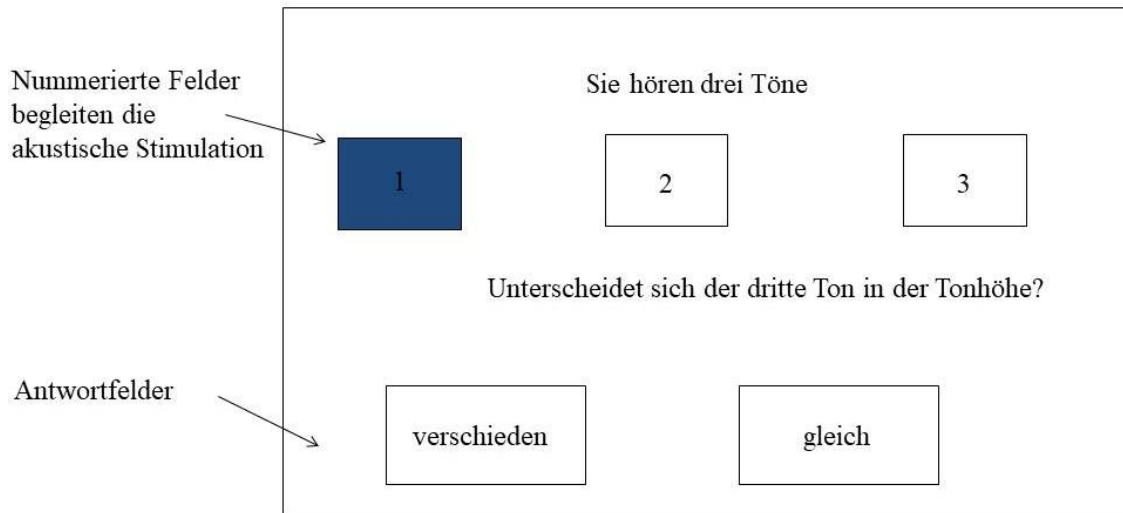 Nummerierte Felder
begleiten die
akustische Stimulation
Sie hören drei Töne
1
2
3
Unterscheidet sich der dritte Ton in der Tonhöhe?
Antwortfelder
verschieden
gleich